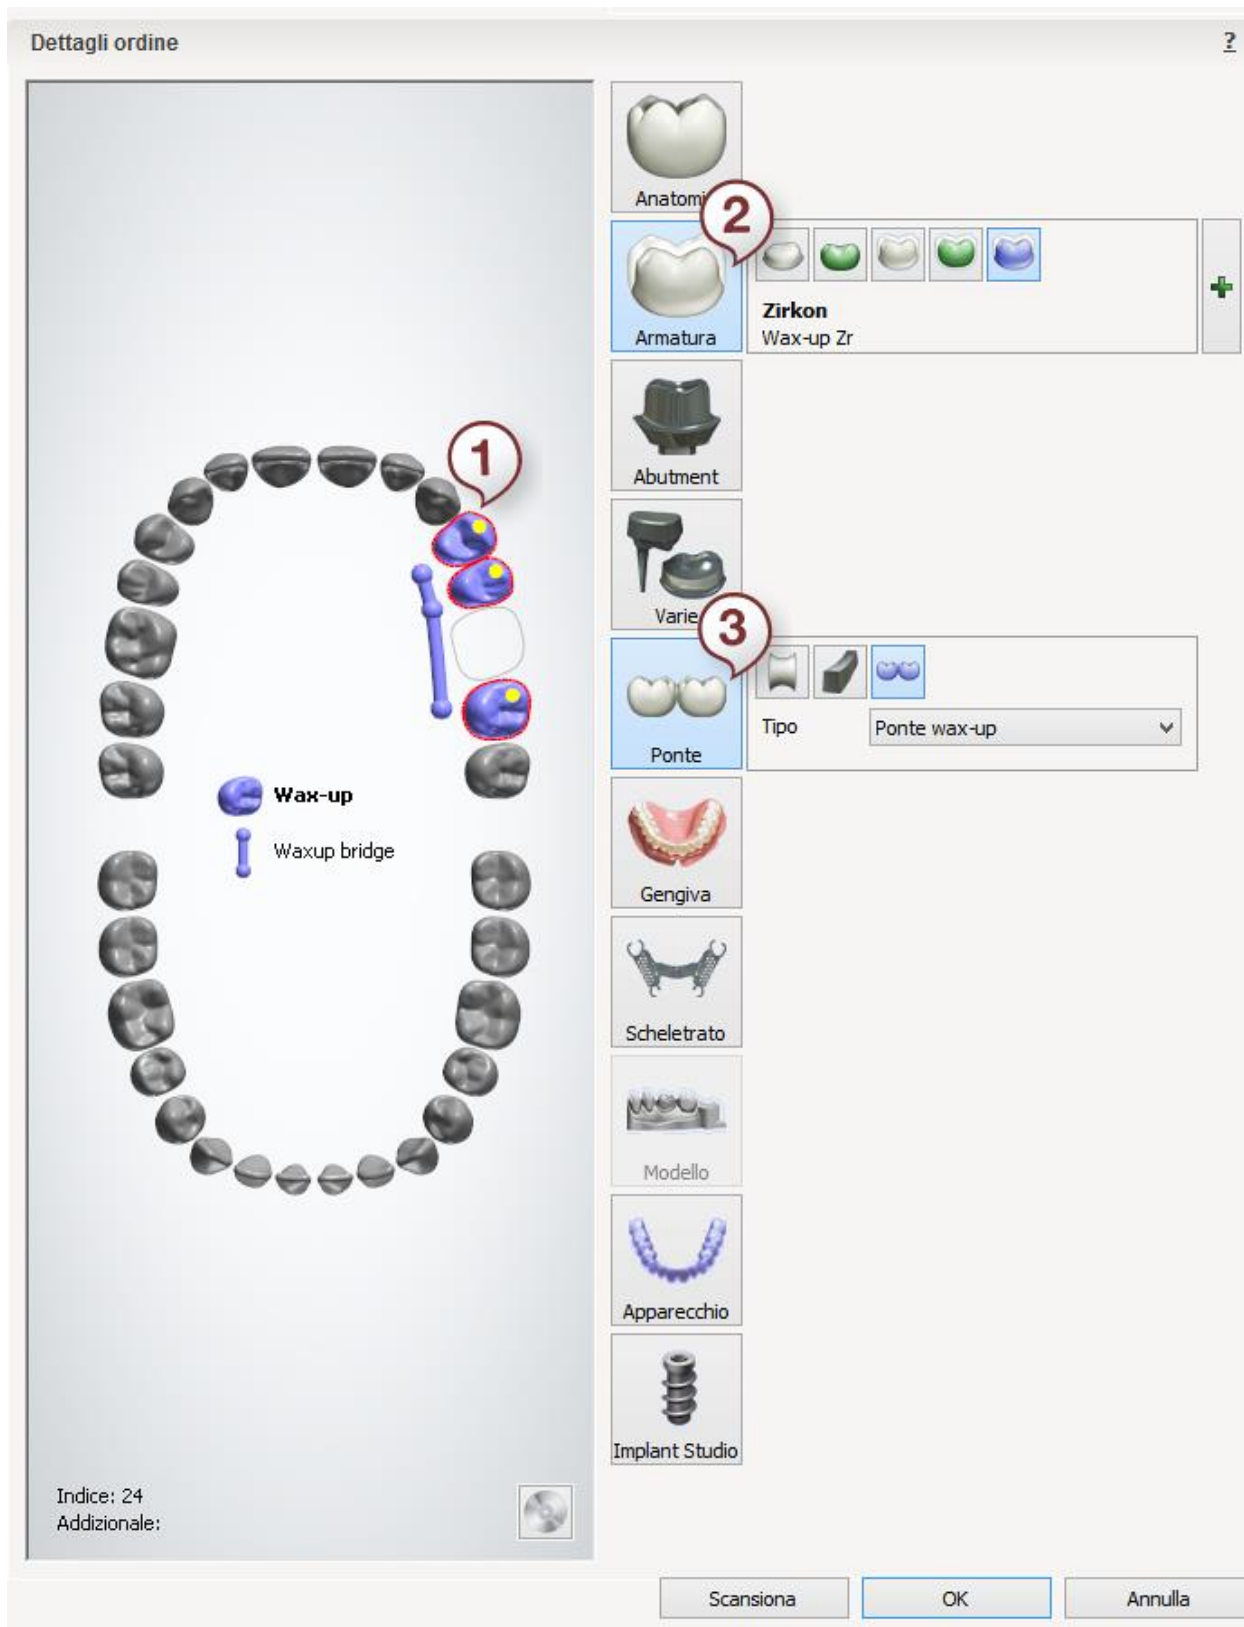 Dettagli ordine
?
Anatomi
2
Armatura
Zirkon
Wax-up Zr
Abutment
1
Varie
3
Ponte
Tipo
Ponte wax-up
Wax-up
Waxup bridge
Gengiva
Scheletrato
Modello
Apparecchio
Implant Studio
Indice: 24
Addizionale:
Scansiona
OK
Annulla